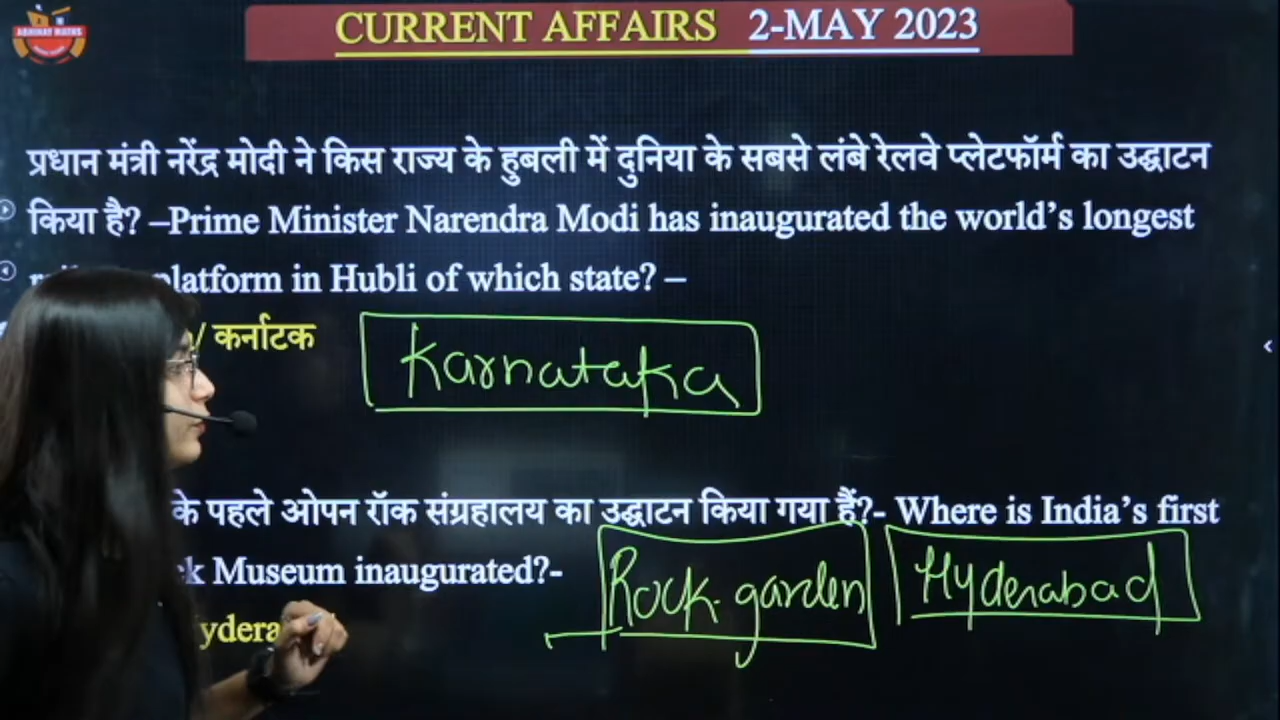 ABHINAY MATHS
CURRENT AFFAIRS 2-MAY 2023
प्रधान मंत्री नरेंद्र मोदी ने किस राज्य के हुबली में दुनिया के सबसे लंबे रेलवे प्लेटफॉर्म का उद्घाटन
किया है? –Prime Minister Narendra Modi has inaugurated the world’s longest
platform in Hubli of which state? –
/ कर्नाटक
Karnataka
के पहले ओपन रॉक संग्रहालय का उद्घाटन किया गया हैं?- Where is India’s first
Museum inaugurated?-
Rock garden Hyderabad